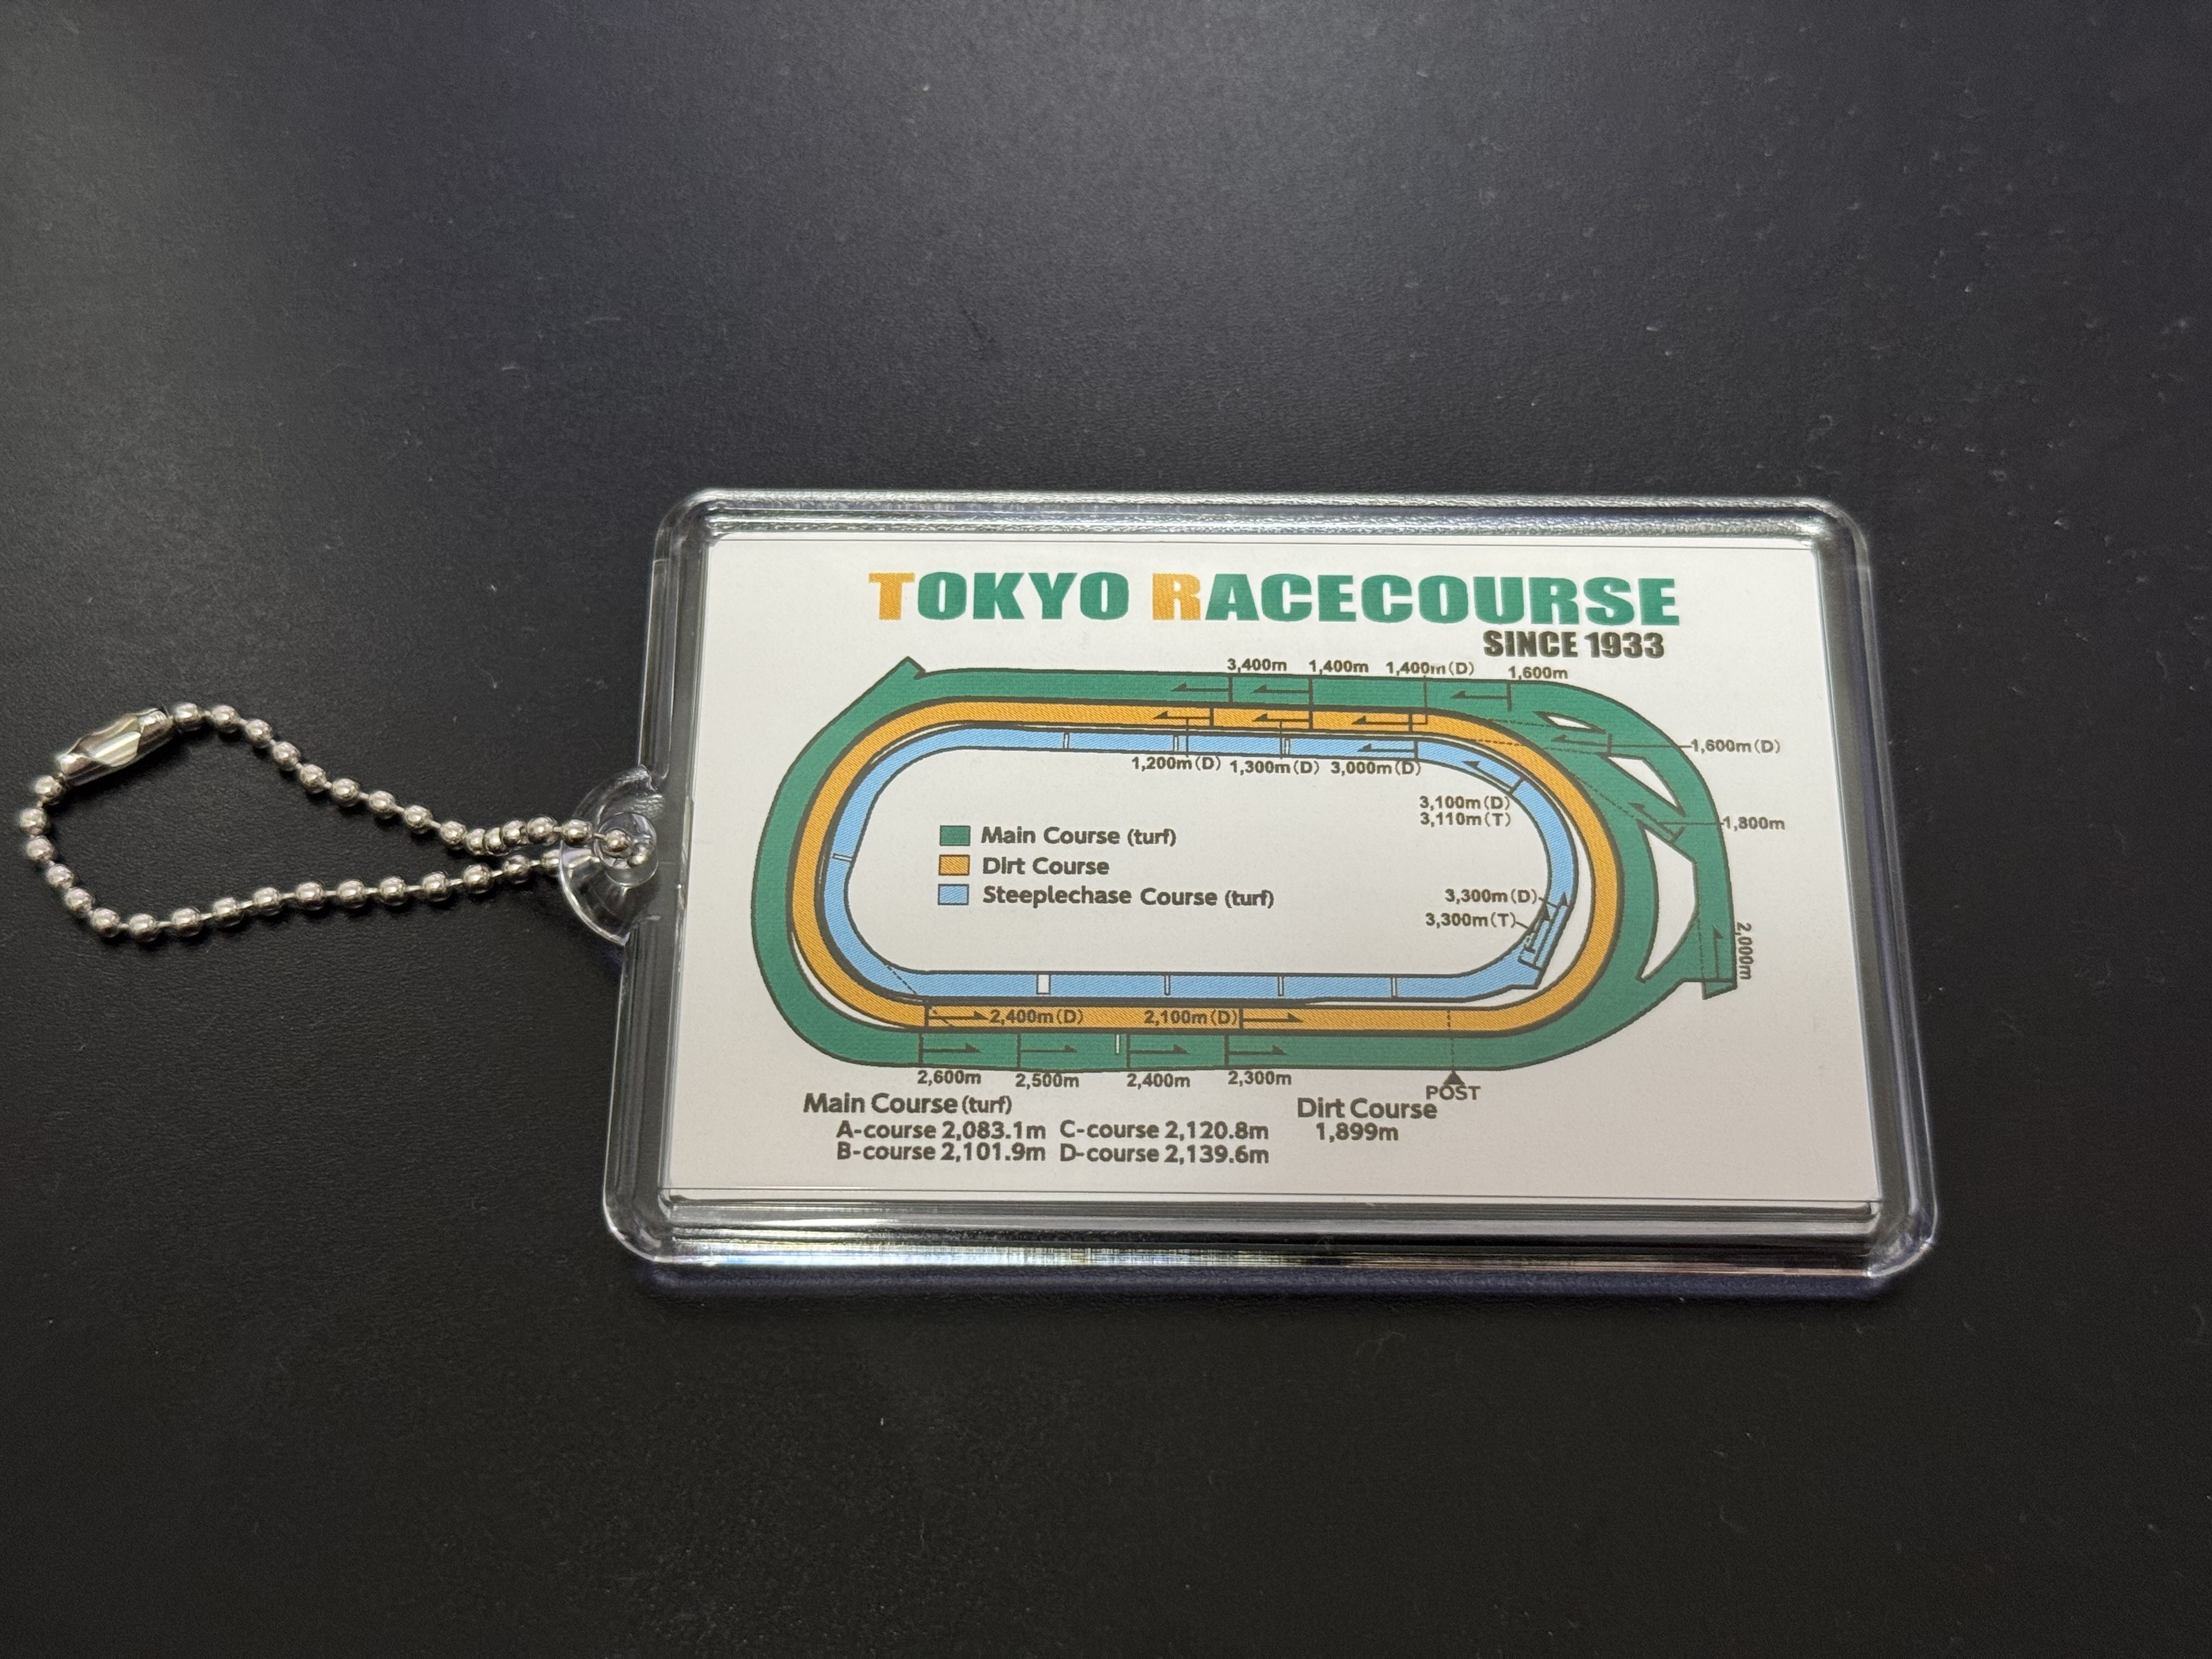 TOKYO RACECOURSE
SINCE 1933
3,400m 1,400m 1,400m(D) 1,600m
1,600m(D)
1,200m(D) 1,300m(D) 3,000m(D)
3,100m(D)
3,110m(T)
1,800m
Main Course (turf)
Dirt Course
Steeplechase Course (turf)
3,300m(D)
3,300m(T)
2,000m
2,400m(D) 2,100m(D)
2,600m 2,500m 2,400m 2,300m
POST
Main Course (turf)
A-course 2,083.1m C-course 2,120.8m
B-course 2,101.9m D-course 2,139.6m
Dirt Course
1,899m